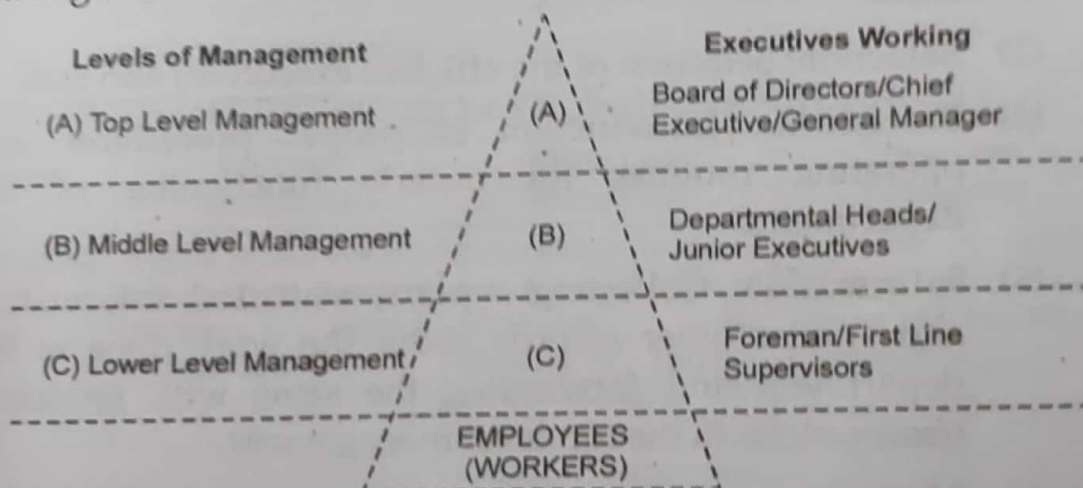 Levels of Management
Executives Working
(A) Top Level Management
(A)
Board of Directors/Chief
Executive/General Manager
(B) Middle Level Management
(B)
Departmental Heads/
Junior Executives
(C) Lower Level Management
(C)
Foreman/First Line
Supervisors
EMPLOYEES
(WORKERS)